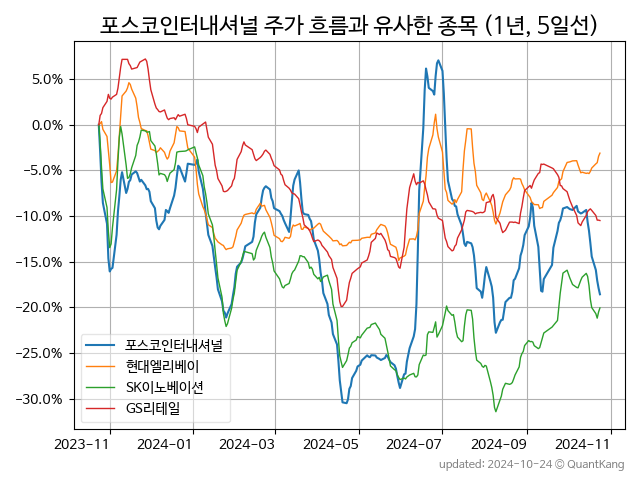 포스코인터내셔널 주가 흐름과 유사한 종목 (1년, 5일선)
5.0%
0.0%
-5.0%
-10.0%
-15.0%
-20.0%
-25.0%
-30.0%
포스코인터내셔널
현대엘리베이
SK이노베이션
GS리테일
2023-11 2024-01 2024-03 2024-05 2024-07 2024-09 2024-11
updated: 2024-10-24 © QuantKang